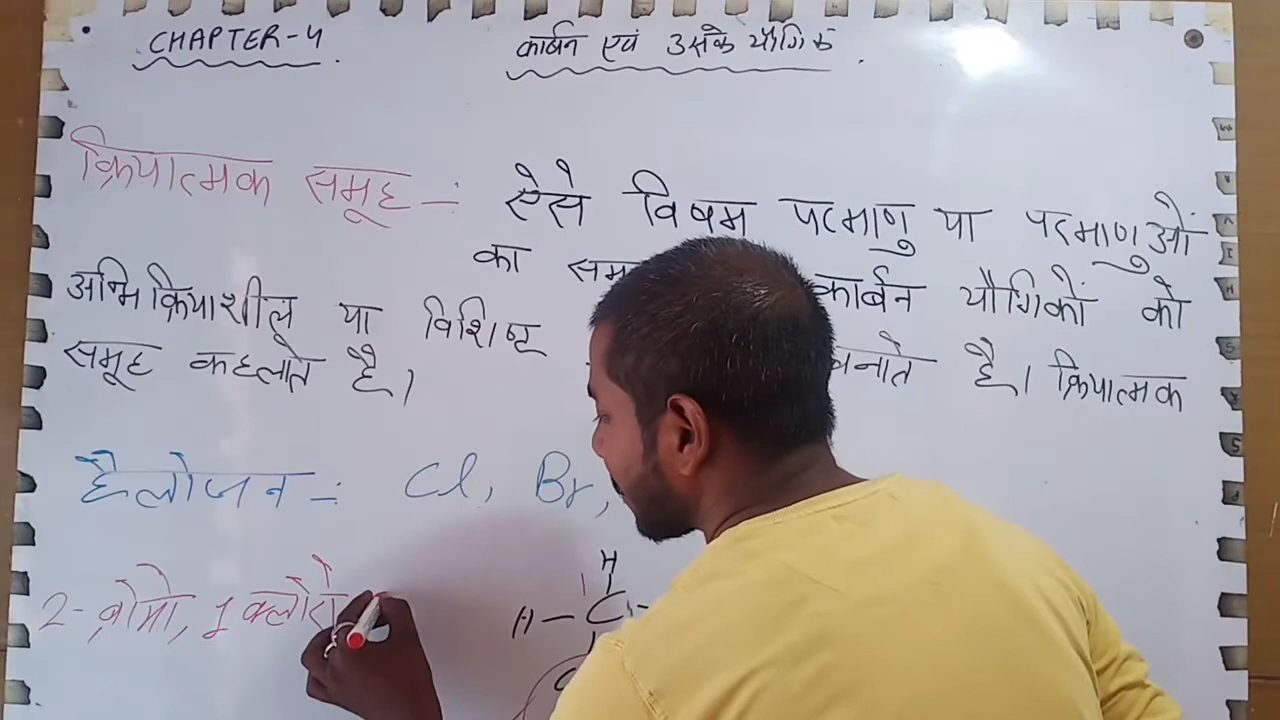 CHAPTER-4 कार्बन एवं उसके यौगिक
क्रियात्मक समूह -: ऐसे विषम परमाणु या परमाणुओं
का कार्बन यौगिकों को
अभिक्रियाशील या विशिष्ट बनाते है। क्रियात्मक
समूह कहलाते है।
हैलोजन -: Cl, Br,
2- ब्रोमो, 1 क्लोरो
H
H - C